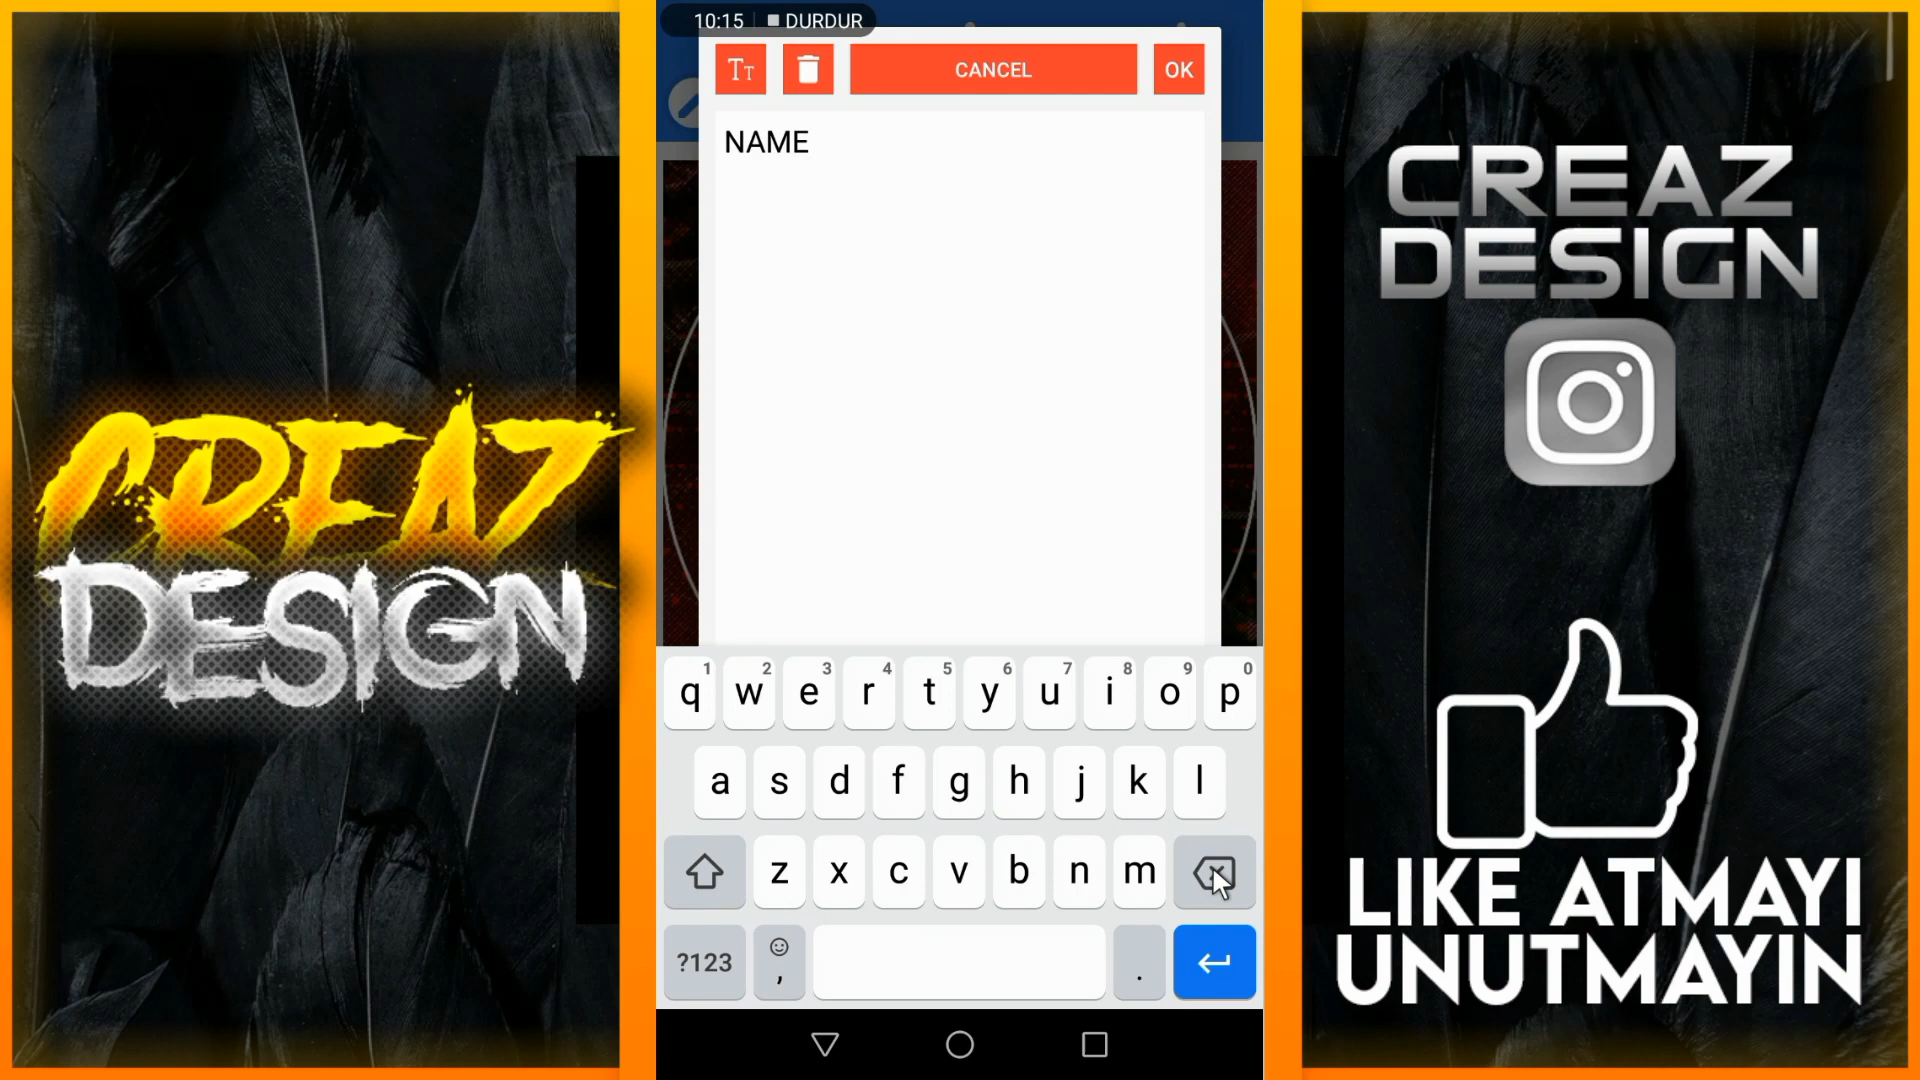 CREAZ
DESIGN
10:15 DURDUR
TT
CANCEL
OK
NAME
1 2 3 4 5 6 7 8 9 0
q w e r t y u i o p
a s d f g h j k l
z x c v b n m
?123 , .
CREAZ
DESIGN
LIKE ATMAYI
UNUTMAYIN